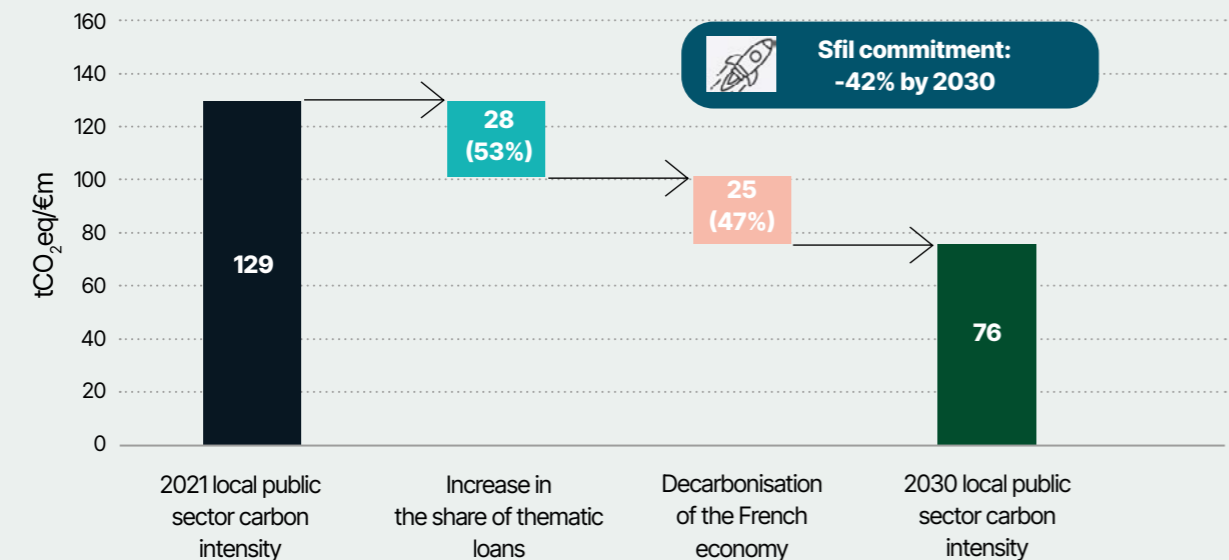 160
140
120
100
80
60
40
20
0
tCO₂eq/€m
Sfil commitment:
-42% by 2030
129
28
(53%)
25
(47%)
76
2021 local public
sector carbon
intensity
Increase in
the share of thematic
loans
Decarbonisation
of the French
economy
2030 local public
sector carbon
intensity